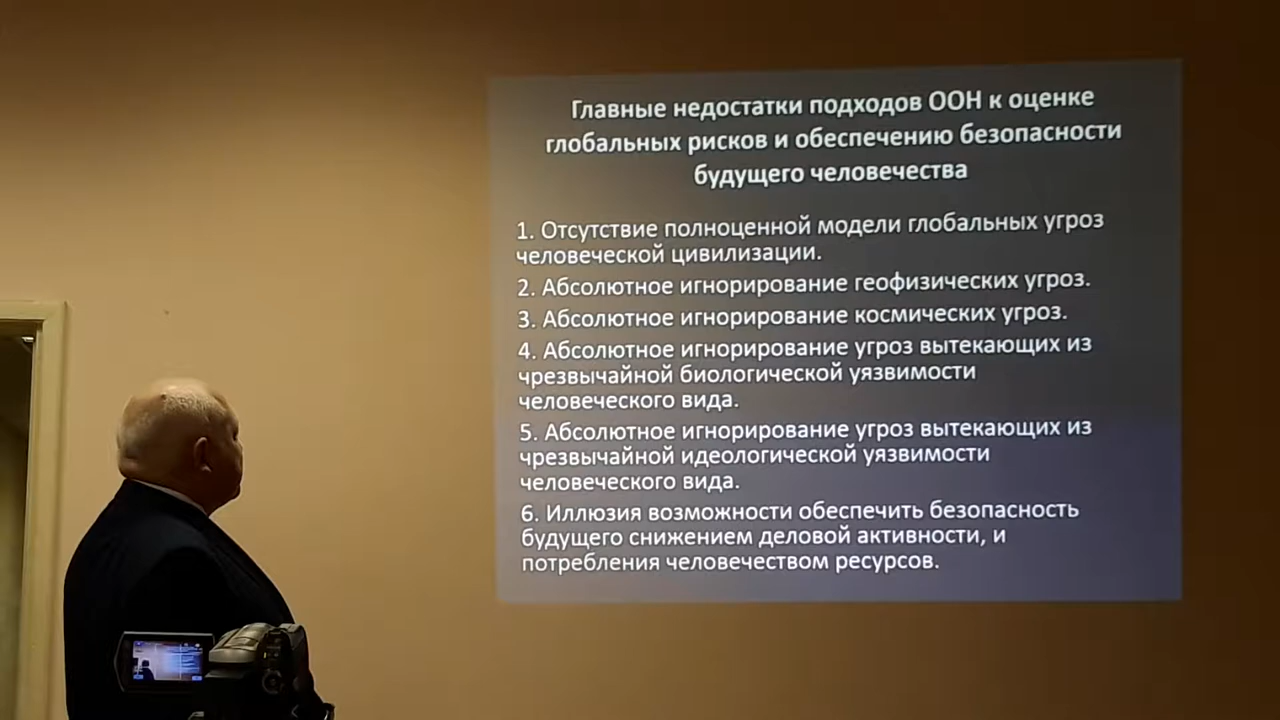 Главные недостатки подходов ООН к оценке
глобальных рисков и обеспечению безопасности
будущего человечества
1. Отсутствие полноценной модели глобальных угроз
человеческой цивилизации.
2. Абсолютное игнорирование геофизических угроз.
3. Абсолютное игнорирование космических угроз.
4. Абсолютное игнорирование угроз вытекающих из
чрезвычайной биологической уязвимости
человеческого вида.
5. Абсолютное игнорирование угроз вытекающих из
чрезвычайной идеологической уязвимости
человеческого вида.
6. Иллюзия возможности обеспечить безопасность
будущего снижением деловой активности, и
потребления человечеством ресурсов.